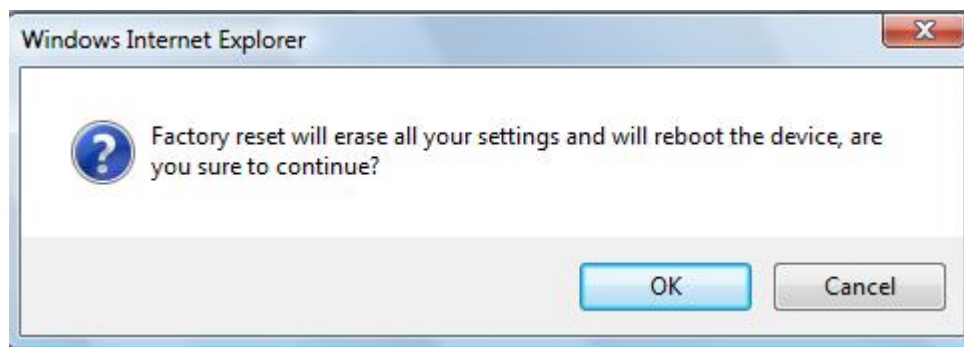 Windows Internet Explorer
Factory reset will erase all your settings and will reboot the device, are
you sure to continue?
OK
Cancel